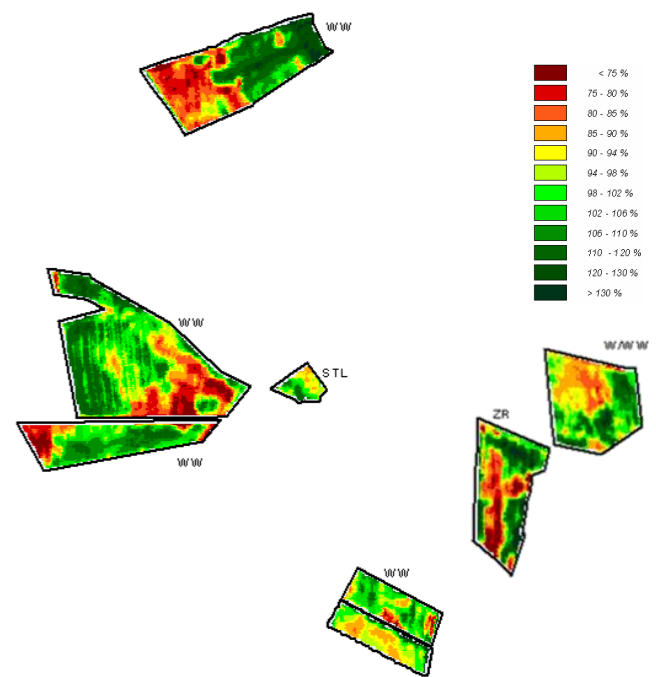 WW
< 75 %
75 - 80 %
80 - 85 %
85 - 90 %
90 - 94 %
94 - 98 %
98 - 102 %
102 - 106 %
106 - 110 %
110 - 120 %
120 - 130 %
> 130 %
WW
STL
W/WW
ZR
WW
WW